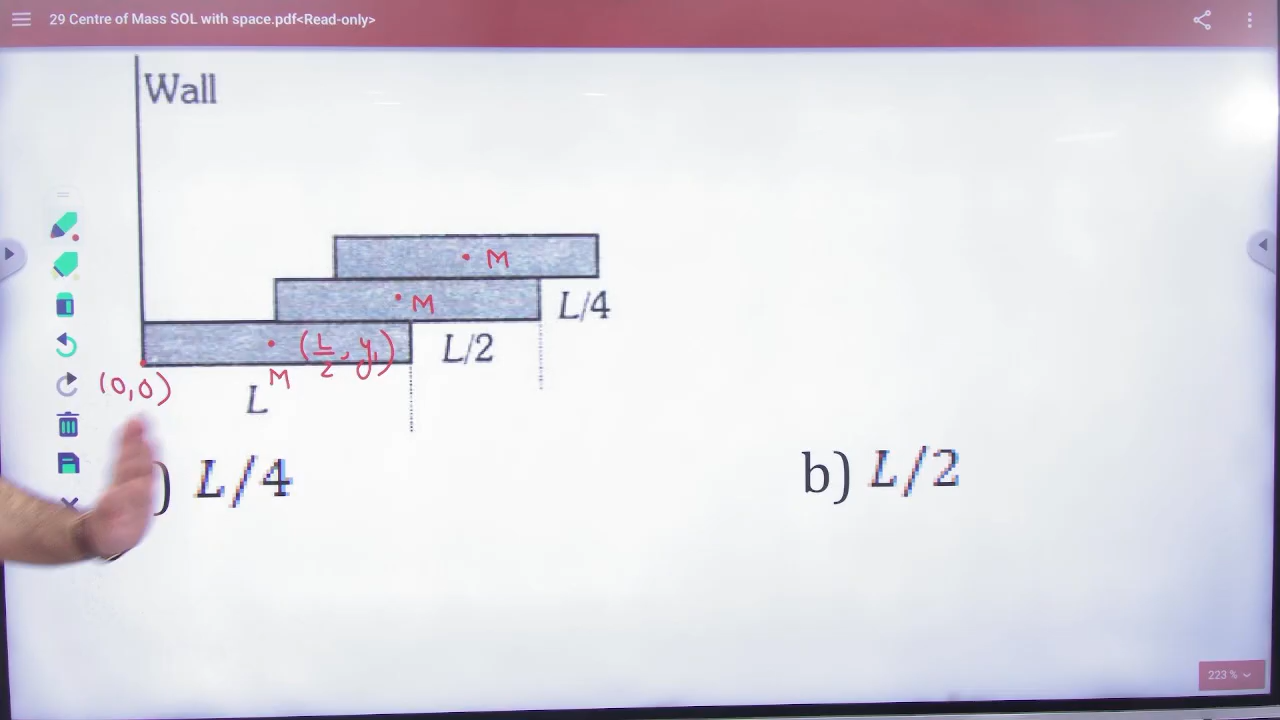 29 Centre of Mass SOL with space.pdf<Read-only>
Wall
M
M
L/4
(L/2, y₁)
L/2
M
(0,0)
L
) L/4
b) L/2
223 %